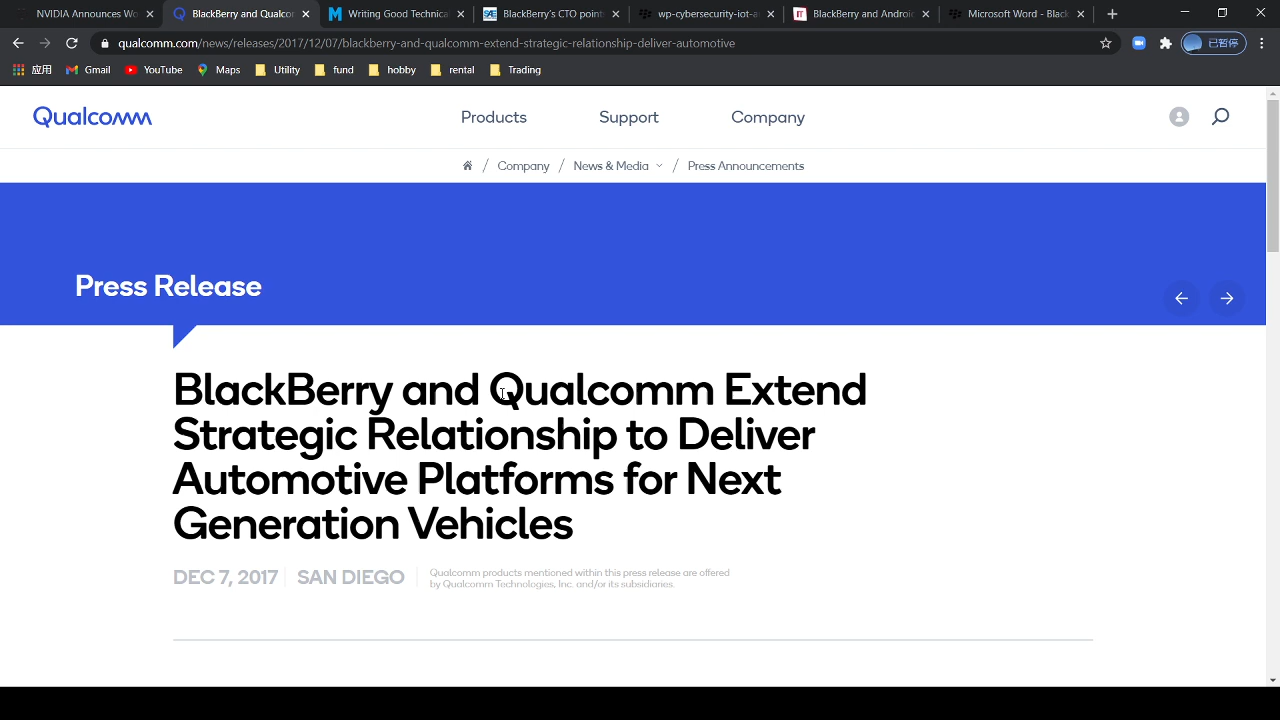 NVIDIA Announces Wo
BlackBerry and Qualcor
Writing Good Technica
BlackBerry's CTO point
wp-cybersecurity-iot-a
BlackBerry and Androi
Microsoft Word - Black
qualcomm.com/news/releases/2017/12/07/blackberry-and-qualcomm-extend-strategic-relationship-deliver-automotive
已暂停
应用
Gmail
YouTube
Maps
Utility
fund
hobby
rental
Trading
Qualcomm
Products
Support
Company
/ Company / News & Media / Press Announcements
Press Release
BlackBerry and Qualcomm Extend
Strategic Relationship to Deliver
Automotive Platforms for Next
Generation Vehicles
DEC 7, 2017
SAN DIEGO
Qualcomm products mentioned within this press release are offered
by Qualcomm Technologies, Inc. and/or its subsidiaries.